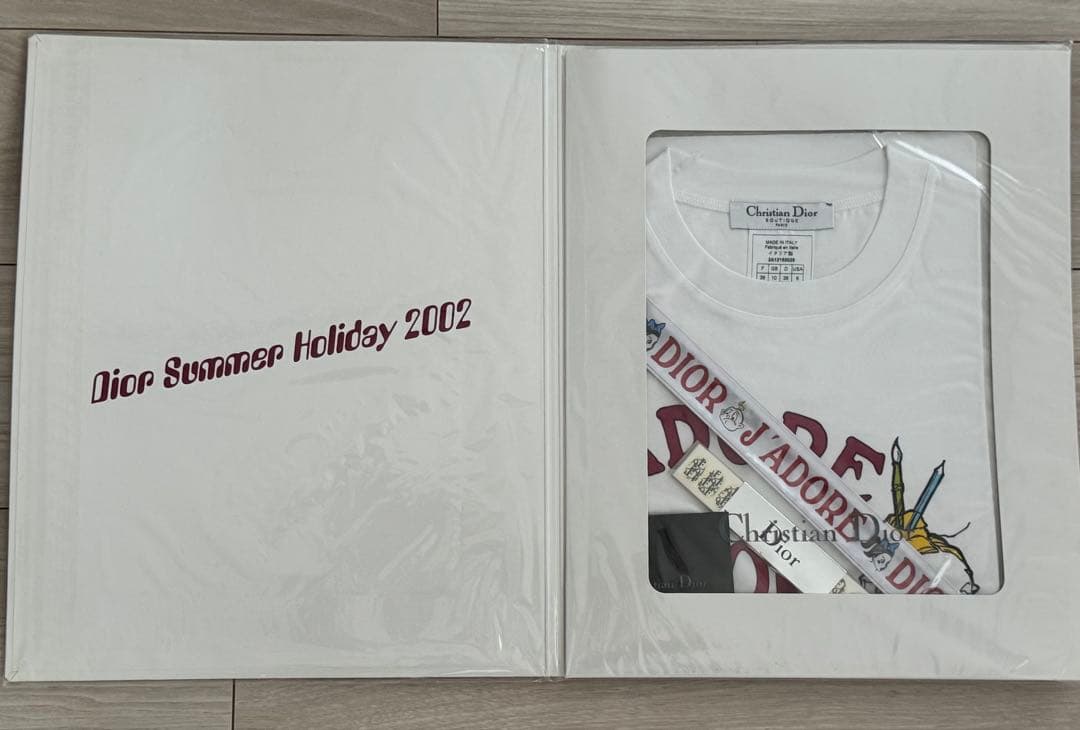 Dior Summer Holiday 2002
Christian Dior
BOUTIQUE
PARIS
MADE IN ITALY
Fabriqué en Italie
イタリア製
F GB D USA
38 10 36 6
DIOR J'ADORE DIO
ADORE
Christian Dior
Dior
Dior